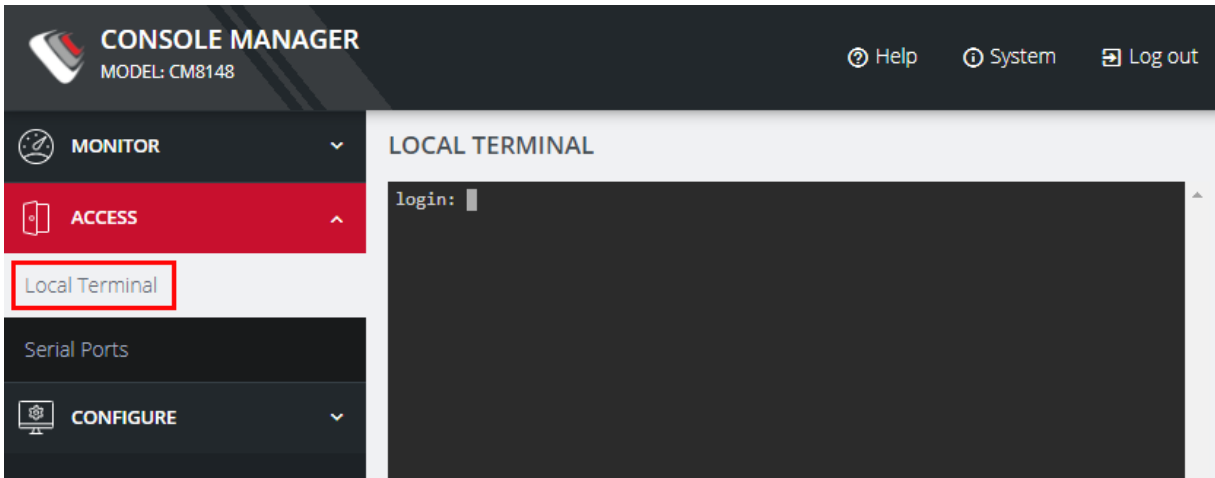 CONSOLE MANAGER
MODEL: CM8148
Help
System
Log out
MONITOR
ACCESS
Local Terminal
Serial Ports
CONFIGURE
LOCAL TERMINAL
login: